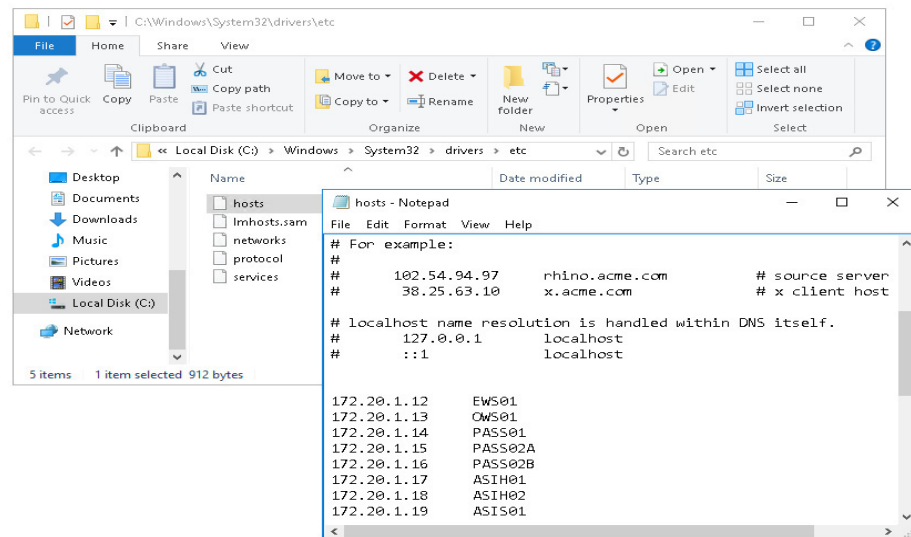 C:\Windows\System32\drivers\etc
File Home Share View
Pin to Quick access
Copy
Paste
Cut
Copy path
Paste shortcut
Clipboard
Move to
Copy to
Delete
Rename
Organize
New folder
New
Properties
Open
Edit
Open
Select all
Select none
Invert selection
Select
« Local Disk (C:) > Windows > System32 > drivers > etc
Search etc
Desktop
Documents
Downloads
Music
Pictures
Videos
Local Disk (C:)
Network
Name Date modified Type Size
hosts
lmhosts.sam
networks
protocol
services
5 items 1 item selected 912 bytes
hosts - Notepad
File Edit Format View Help
# For example:
#
# 102.54.94.97 rhino.acme.com # source server
# 38.25.63.10 x.acme.com # x client host
# localhost name resolution is handled within DNS itself.
# 127.0.0.1 localhost
# ::1 localhost
172.20.1.12 EWS01
172.20.1.13 OWS01
172.20.1.14 PASS01
172.20.1.15 PASS02A
172.20.1.16 PASS02B
172.20.1.17 ASIH01
172.20.1.18 ASIH02
172.20.1.19 ASIS01